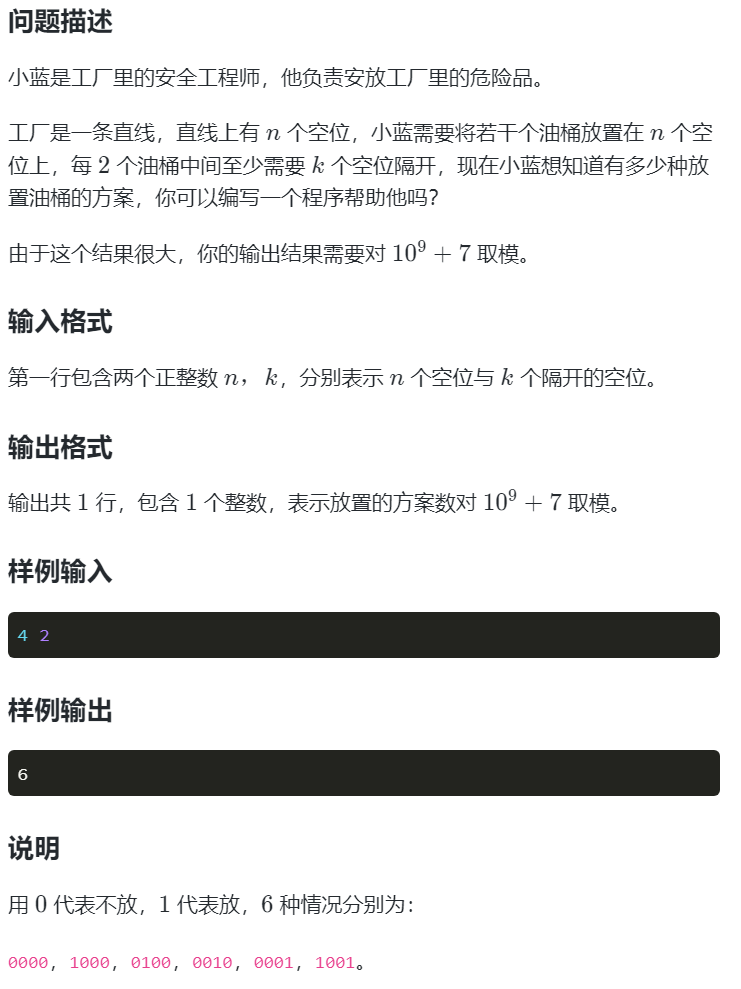 问题描述
小蓝是工厂里的安全工程师，他负责安放工厂里的危险品。
工厂是一条直线，直线上有 n 个空位，小蓝需要将若干个油桶放置在 n 个空
位上，每 2 个油桶中间至少需要 k 个空位隔开，现在小蓝想知道有多少种放
置油桶的方案，你可以编写一个程序帮助他吗？
由于这个结果很大，你的输出结果需要对 10^9 + 7 取模。
输入格式
第一行包含两个正整数 n，k，分别表示 n 个空位与 k 个隔开的空位。
输出格式
输出共 1 行，包含 1 个整数，表示放置的方案数对 10^9 + 7 取模。
样例输入
4 2
样例输出
6
说明
用 0 代表不放，1 代表放，6 种情况分别为：
0000, 1000, 0100, 0010, 0001, 1001。